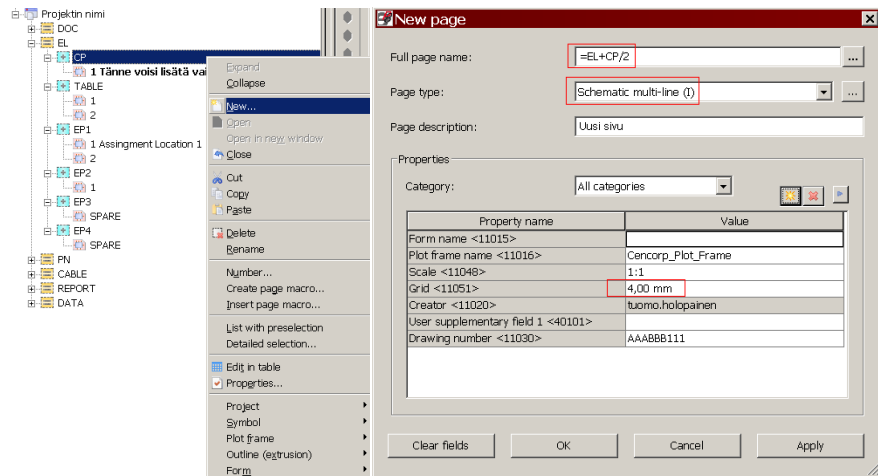 Projektin nimi
DOC
EL
CP
1 Tänne voisi lisätä vai
TABLE
1
2
EP1
1 Assingment Location 1
2
EP2
1
EP3
SPARE
EP4
SPARE
PN
CABLE
REPORT
DATA
Expand
Collapse
New...
Open
Open in new window
Close
Cut
Copy
Paste
Delete
Rename
Number...
Create page macro...
Insert page macro...
List with preselection
Detailed selection...
Edit in table
Properties...
Project
Symbol
Plot frame
Outline (extrusion)
Form
New page
Full page name: =EL+CP/2 ...
Page type: Schematic multi-line (I) ...
Page description: Uusi sivu
Properties
Category: All categories
Property name Value
Form name <11015>
Plot frame name <11016> Cencorp_Plot_Frame
Scale <11048> 1:1
Grid <11051> 4,00 mm
Creator <11020> tuomo.holopainen
User supplementary field 1 <40101>
Drawing number <11030> AAABBB111
Clear fields OK Cancel Apply